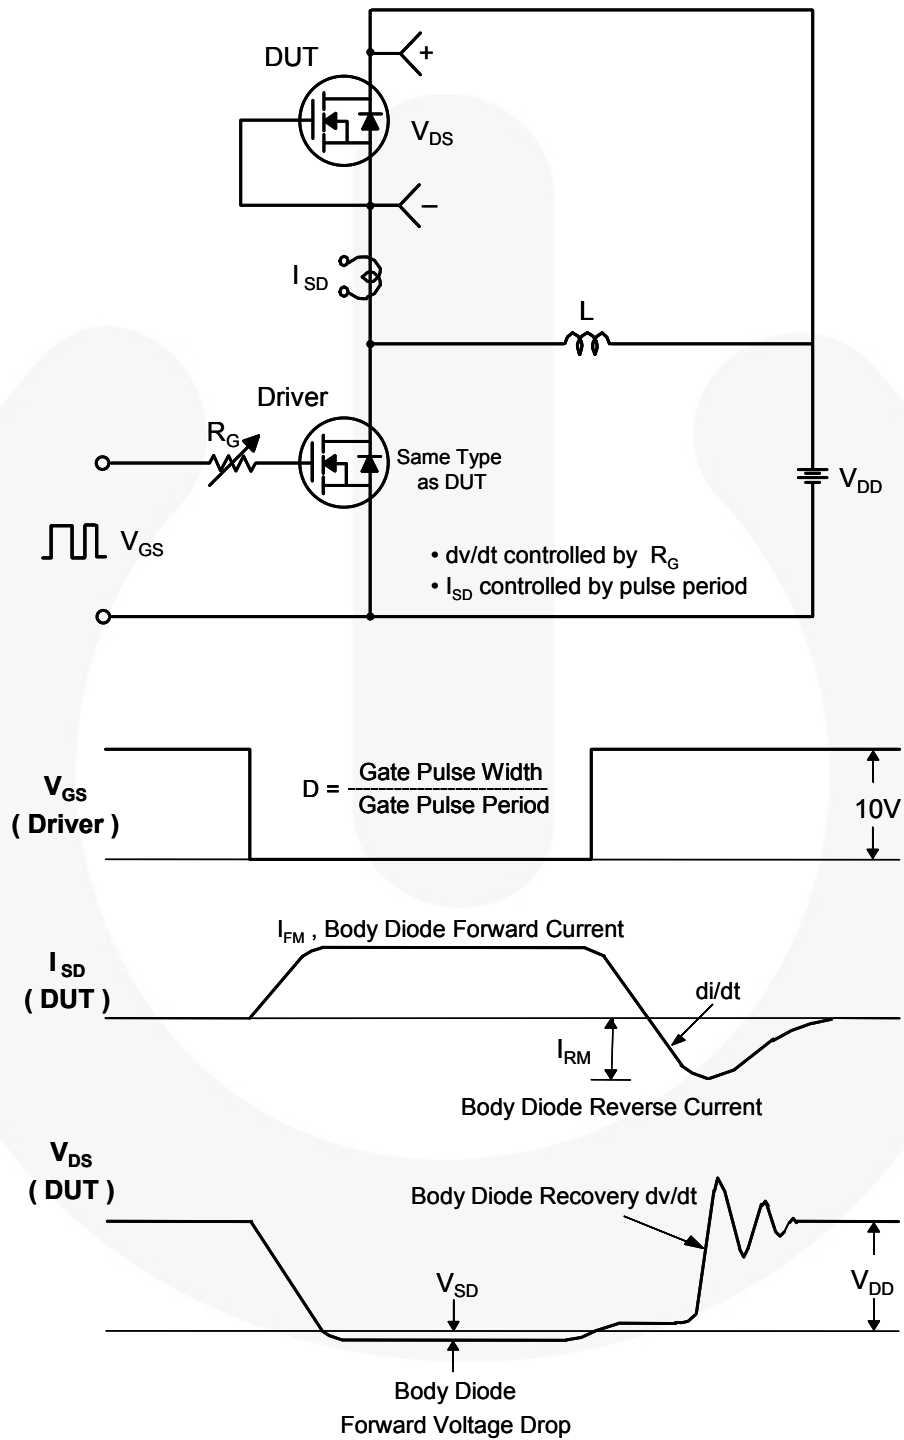 DUT
+
V_DS
−
I_SD
L
Driver
R_G
Same Type
as DUT
V_DD
V_GS
• dv/dt controlled by R_G
• I_SD controlled by pulse period
V_GS
( Driver )
D = Gate Pulse Width
Gate Pulse Period
10V
I_FM , Body Diode Forward Current
I_SD
( DUT )
di/dt
I_RM
Body Diode Reverse Current
V_DS
( DUT )
Body Diode Recovery dv/dt
V_SD
V_DD
Body Diode
Forward Voltage Drop